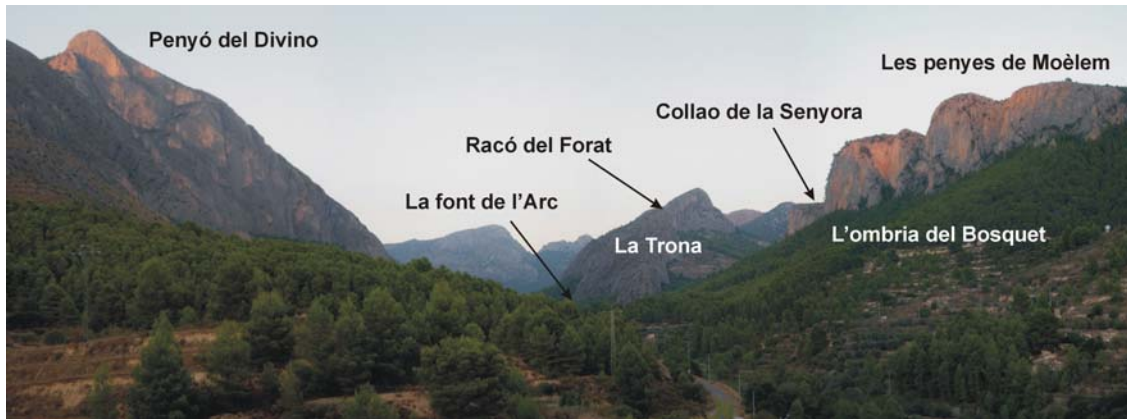 Penyó del Divino
Les penyes de Moèlem
Collao de la Senyora
Racó del Forat
La font de l'Arc
La Trona
L'ombria del Bosquet